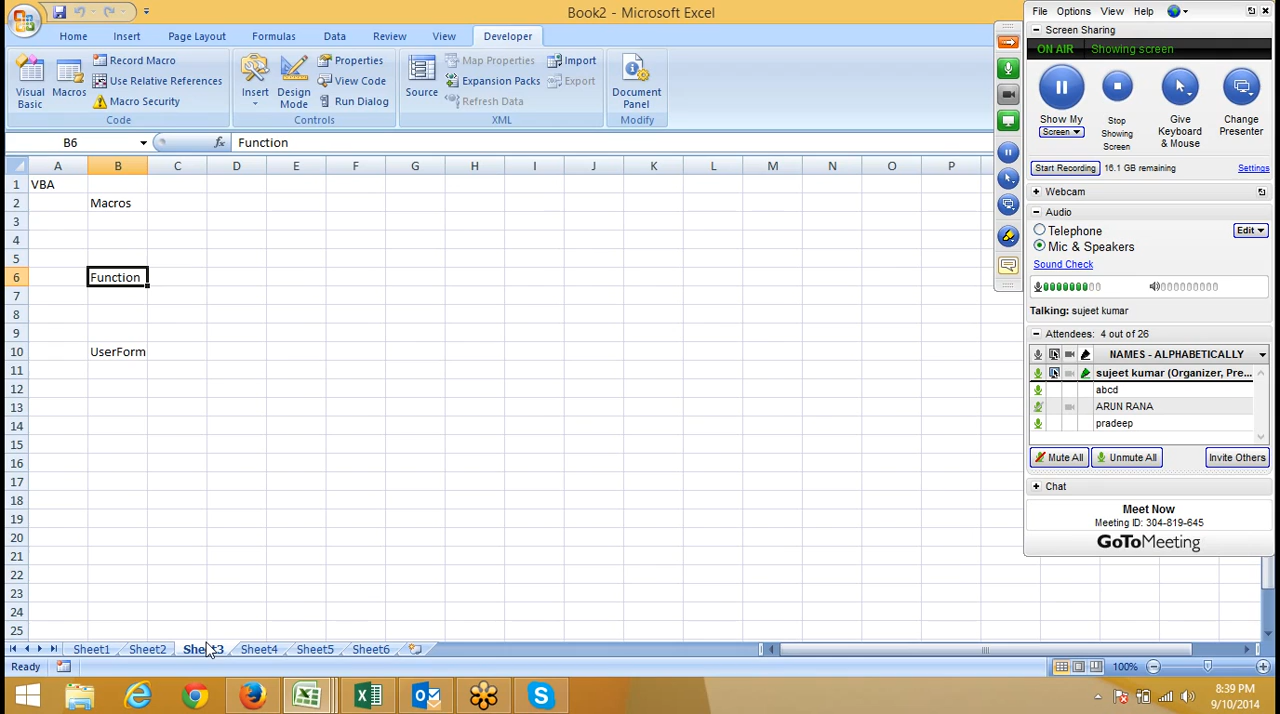 Book2 - Microsoft Excel
Home Insert Page Layout Formulas Data Review View Developer
Visual Basic
Macros
Record Macro
Use Relative References
Macro Security
Code
Insert
Design Mode
Properties
View Code
Run Dialog
Controls
Source
Map Properties
Expansion Packs
Refresh Data
Import
Export
XML
Document Panel
Modify
B6 fx Function
A B C D E F G H I J K L M N O P
1 VBA
2 Macros
3
4
5
6 Function
7
8
9
10 UserForm
11
12
13
14
15
16
17
18
19
20
21
22
23
24
25
Sheet1 Sheet2 Sheet3 Sheet4 Sheet5 Sheet6
Ready
100%
File Options View Help
Screen Sharing
ON AIR Showing screen
Show My
Screen
Stop Showing Screen
Give Keyboard & Mouse
Change Presenter
Start Recording 16.1 GB remaining Settings
Webcam
Audio
Telephone
Mic & Speakers
Edit
Sound Check
Talking: sujeet kumar
Attendees: 4 out of 26
NAMES - ALPHABETICALLY
sujeet kumar (Organizer, Pre...
abcd
ARUN RANA
pradeep
Mute All Unmute All Invite Others
Chat
Meet Now
Meeting ID: 304-819-645
GoToMeeting
8:39 PM
9/10/2014